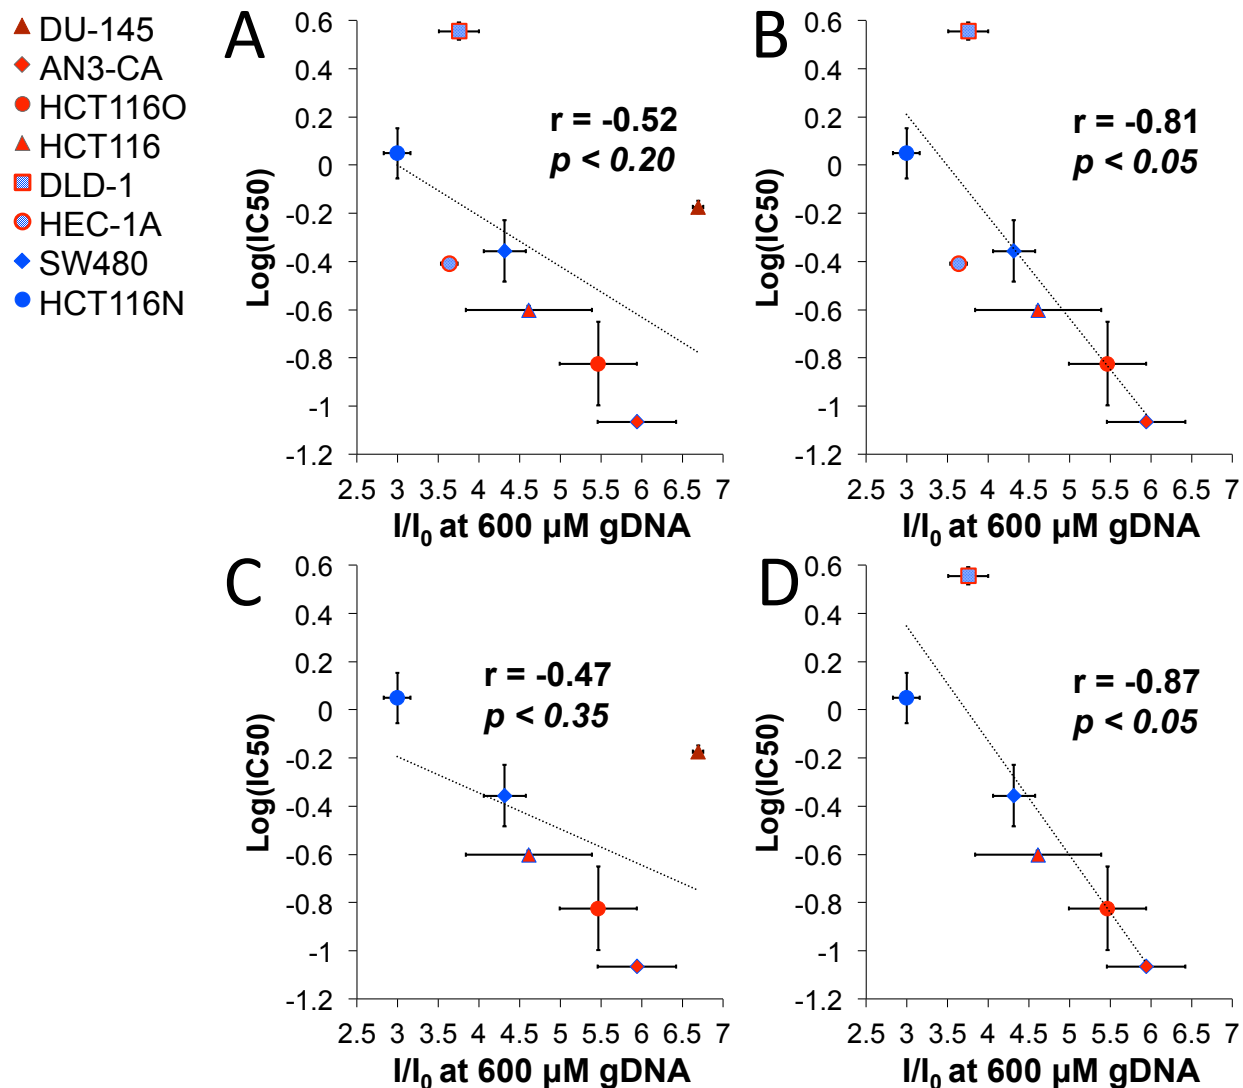 DU-145
AN3-CA
HCT116O
HCT116
DLD-1
HEC-1A
SW480
HCT116N
A
0.6
0.4
0.2
0
-0.2
-0.4
-0.6
-0.8
-1
-1.2
Log(IC50)
r = -0.52
p < 0.20
2.5 3 3.5 4 4.5 5 5.5 6 6.5 7
I/I0 at 600 µM gDNA
B
0.6
0.4
0.2
0
-0.2
-0.4
-0.6
-0.8
-1
-1.2
Log(IC50)
r = -0.81
p < 0.05
2.5 3 3.5 4 4.5 5 5.5 6 6.5 7
I/I0 at 600 µM gDNA
C
0.6
0.4
0.2
0
-0.2
-0.4
-0.6
-0.8
-1
-1.2
Log(IC50)
r = -0.47
p < 0.35
2.5 3 3.5 4 4.5 5 5.5 6 6.5 7
I/I0 at 600 µM gDNA
D
0.6
0.4
0.2
0
-0.2
-0.4
-0.6
-0.8
-1
-1.2
Log(IC50)
r = -0.87
p < 0.05
2.5 3 3.5 4 4.5 5 5.5 6 6.5 7
I/I0 at 600 µM gDNA